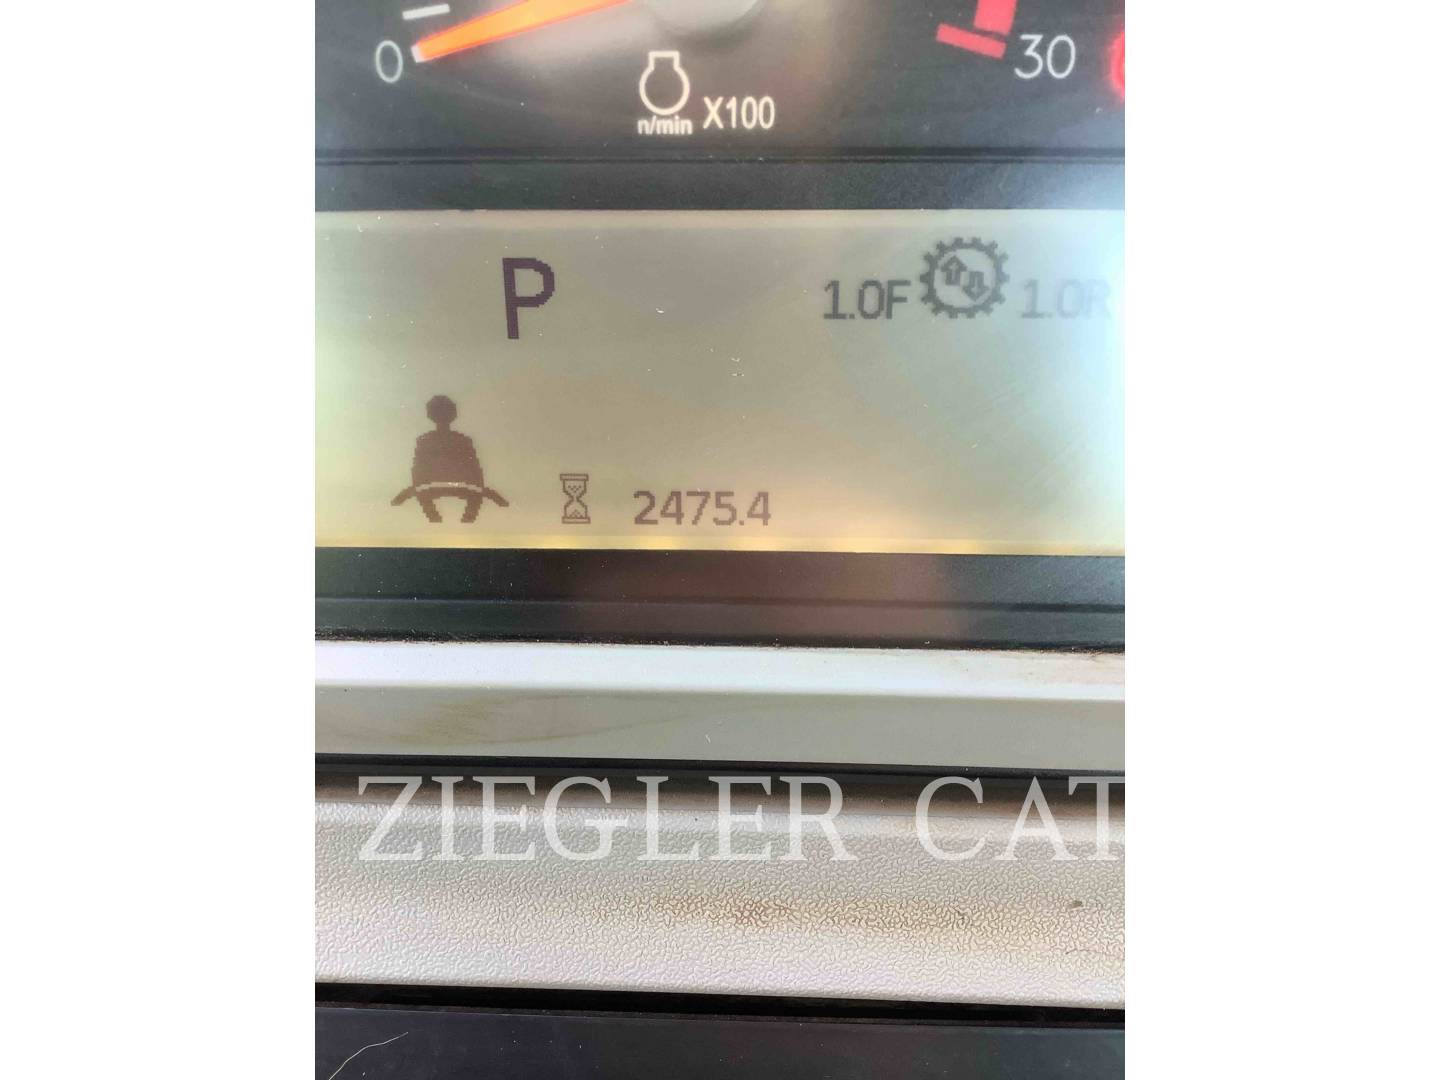 0
30
n/min X100
P
1.0F 1.0R
2475.4
ZIEGLER CAT